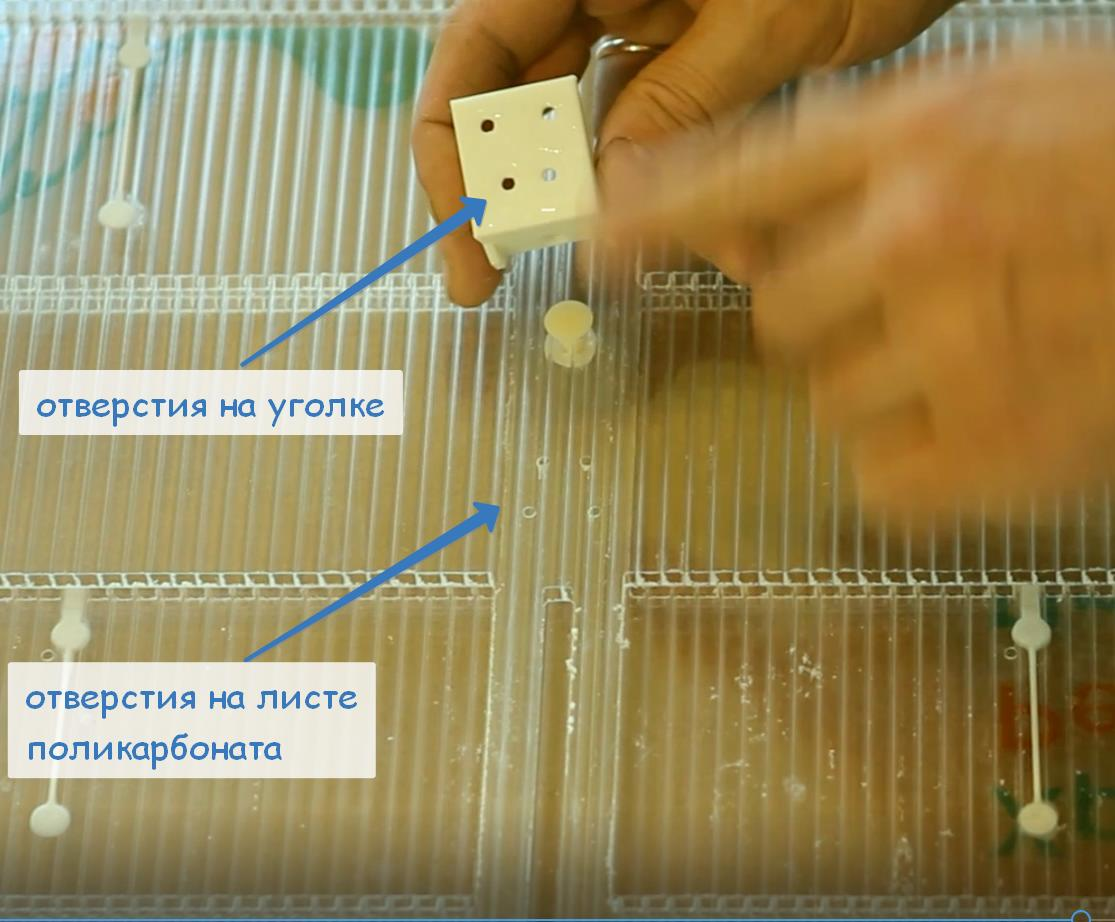 отверстия на уголке
отверстия на листе
поликарбоната